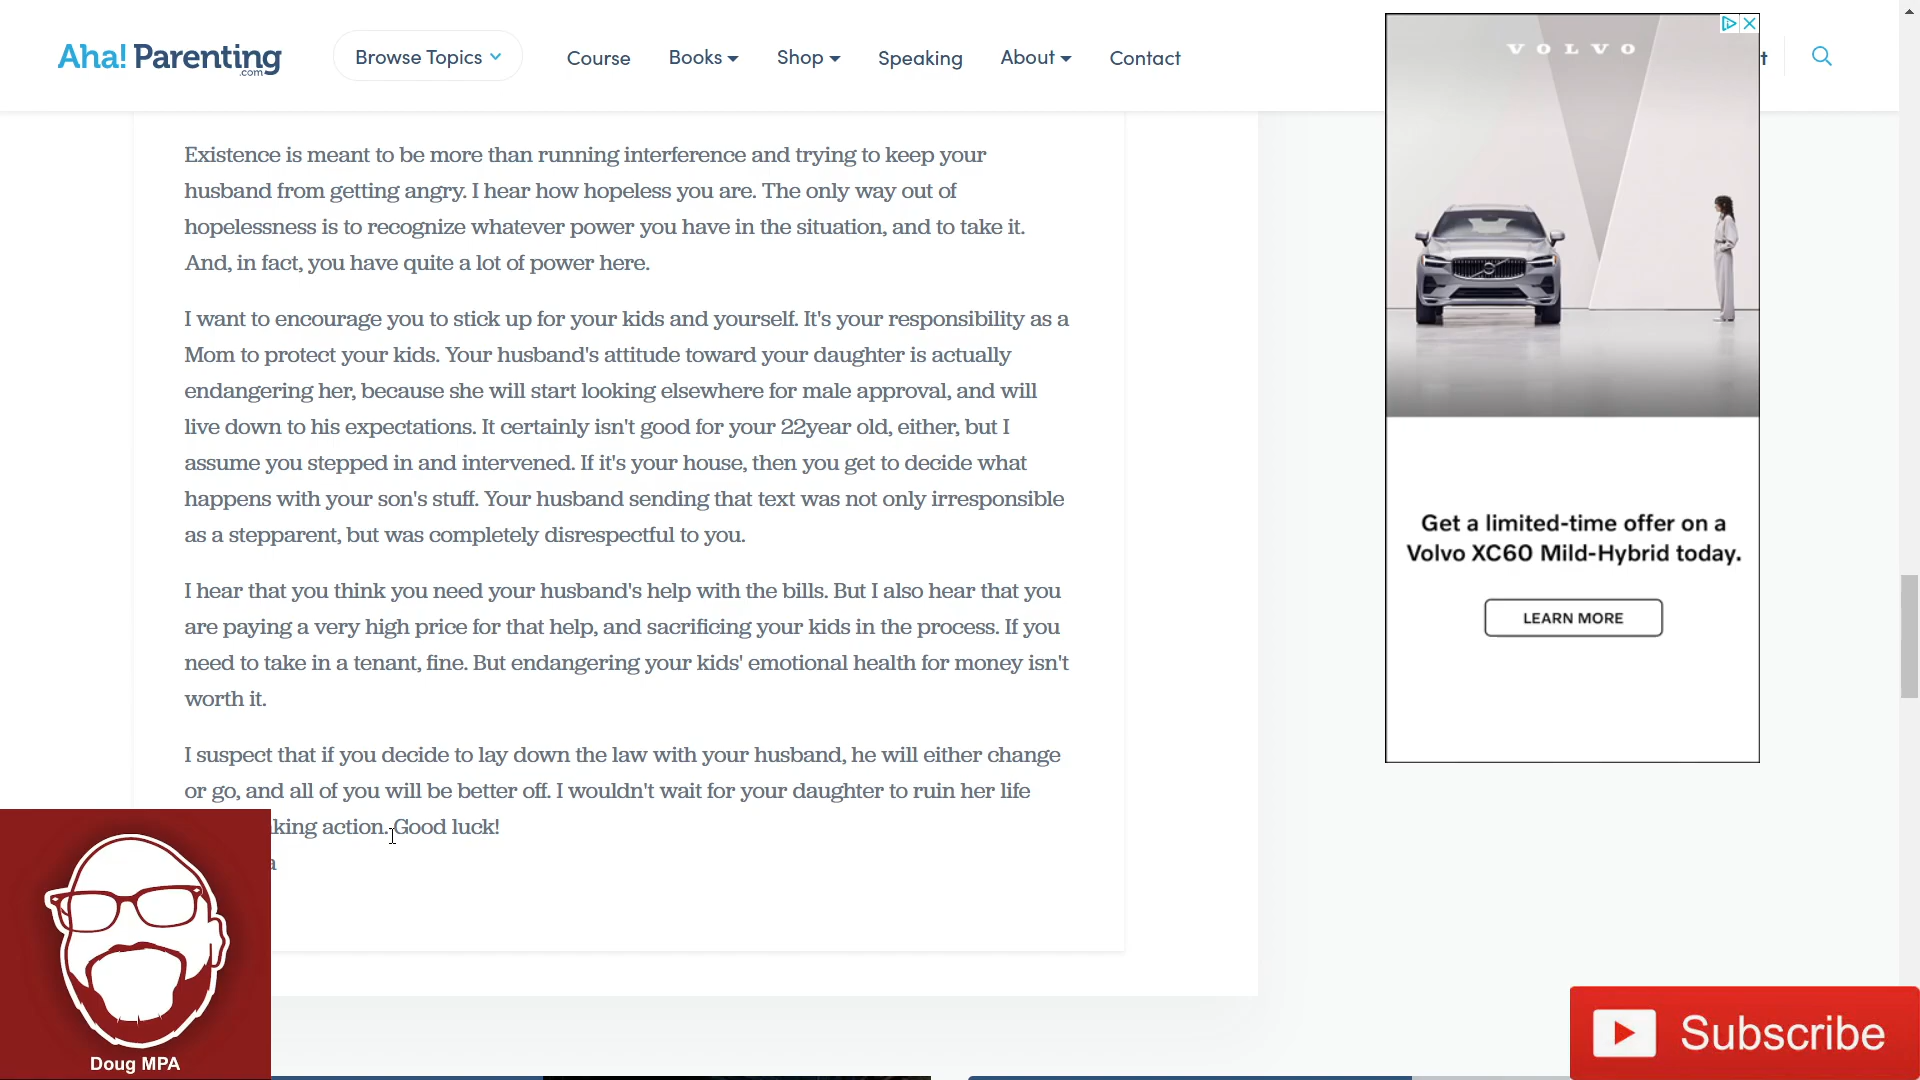 Aha! Parenting
.com
Browse Topics
Course
Books
Shop
Speaking
About
Contact
Existence is meant to be more than running interference and trying to keep your
husband from getting angry. I hear how hopeless you are. The only way out of
hopelessness is to recognize whatever power you have in the situation, and to take it.
And, in fact, you have quite a lot of power here.
I want to encourage you to stick up for your kids and yourself. It's your responsibility as a
Mom to protect your kids. Your husband's attitude toward your daughter is actually
endangering her, because she will start looking elsewhere for male approval, and will
live down to his expectations. It certainly isn't good for your 22year old, either, but I
assume you stepped in and intervened. If it's your house, then you get to decide what
happens with your son's stuff. Your husband sending that text was not only irresponsible
as a stepparent, but was completely disrespectful to you.
I hear that you think you need your husband's help with the bills. But I also hear that you
are paying a very high price for that help, and sacrificing your kids in the process. If you
need to take in a tenant, fine. But endangering your kids' emotional health for money isn't
worth it.
I suspect that if you decide to lay down the law with your husband, he will either change
or go, and all of you will be better off. I wouldn't wait for your daughter to ruin her life
king action. Good luck!
a
VOLVO
Get a limited-time offer on a
Volvo XC60 Mild-Hybrid today.
LEARN MORE
t
Doug MPA
Subscribe